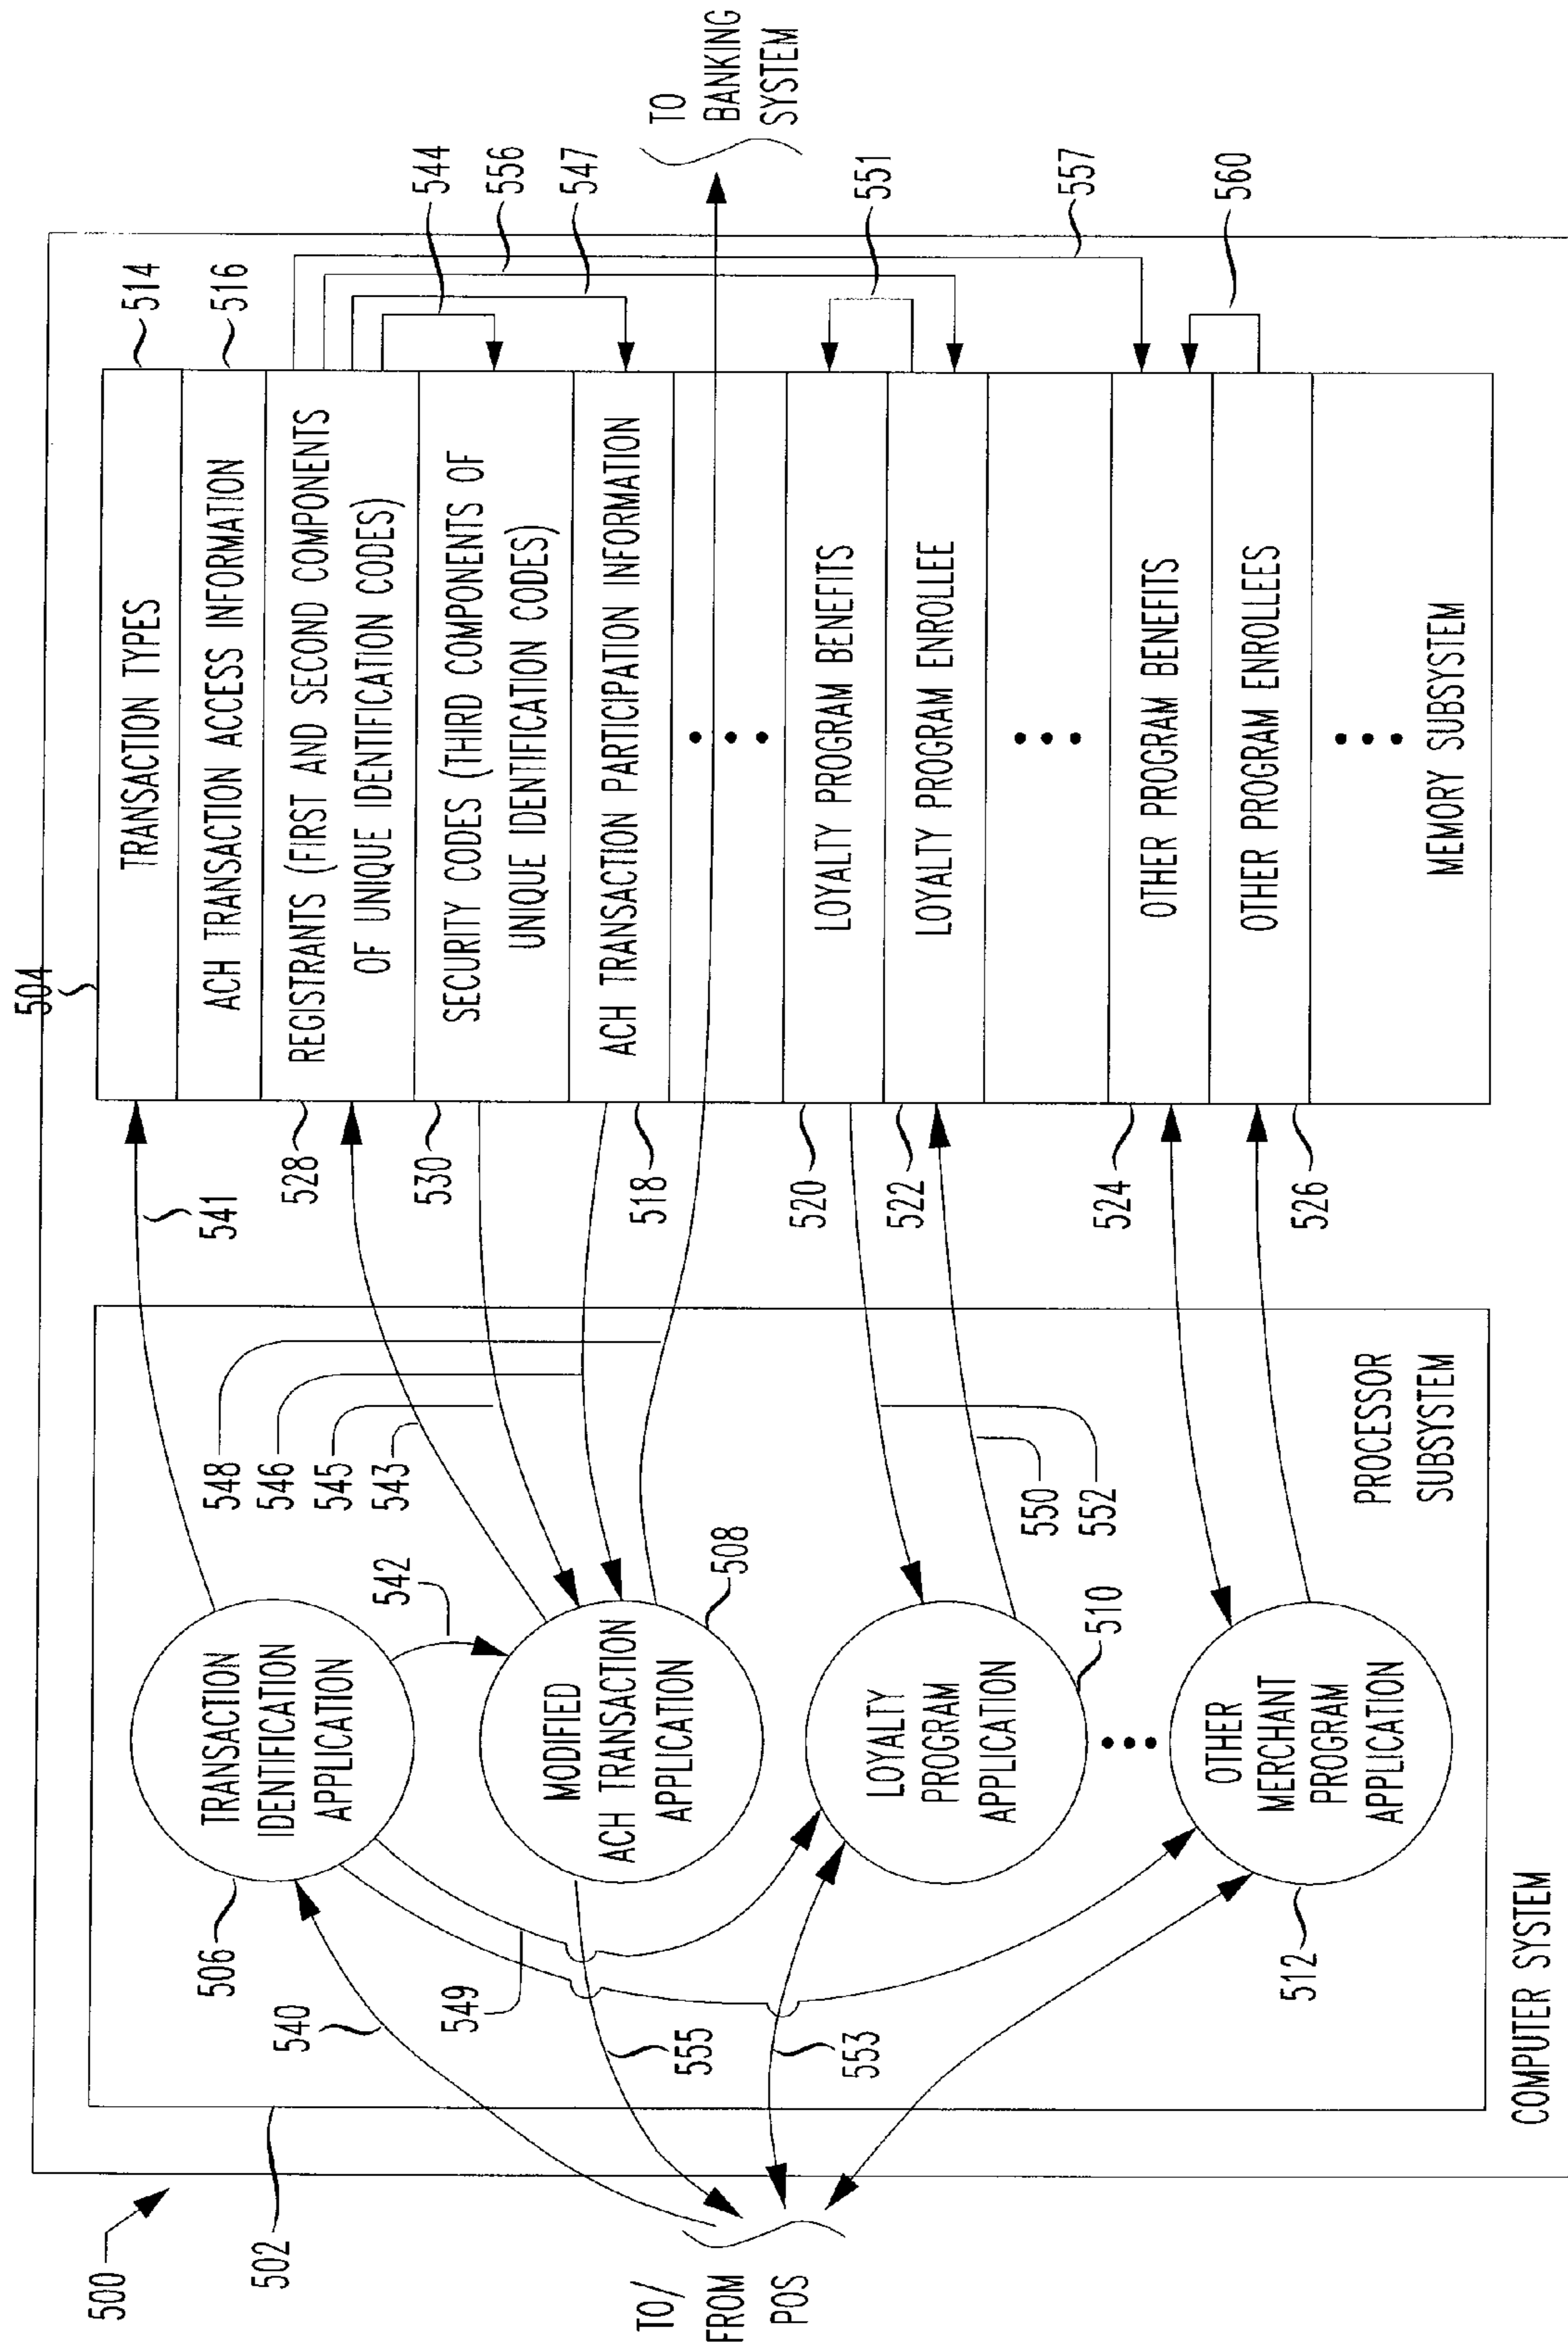 500
502
COMPUTER SYSTEM
TO/
FROM
POS
540
506
549
555
553
512
TRANSACTION
IDENTIFICATION
APPLICATION
542
MODIFIED
ACH TRANSACTION
APPLICATION
508
LOYALTY
PROGRAM
APPLICATION
510
OTHER
MERCHANT
PROGRAM
APPLICATION
548
546
545
543
550
552
PROCESSOR
SUBSYSTEM
541
528
530
518
520
522
524
526
504
TRANSACTION TYPES
ACH TRANSACTION ACCESS INFORMATION
REGISTRANTS (FIRST AND SECOND COMPONENTS
OF UNIQUE IDENTIFICATION CODES)
SECURITY CODES (THIRD COMPONENTS OF
UNIQUE IDENTIFICATION CODES)
ACH TRANSACTION PARTICIPATION INFORMATION
LOYALTY PROGRAM BENEFITS
LOYALTY PROGRAM ENROLLEE
OTHER PROGRAM BENEFITS
OTHER PROGRAM ENROLLEES
MEMORY SUBSYSTEM
514
516
544
556
547
551
557
560
TO
BANKING
SYSTEM